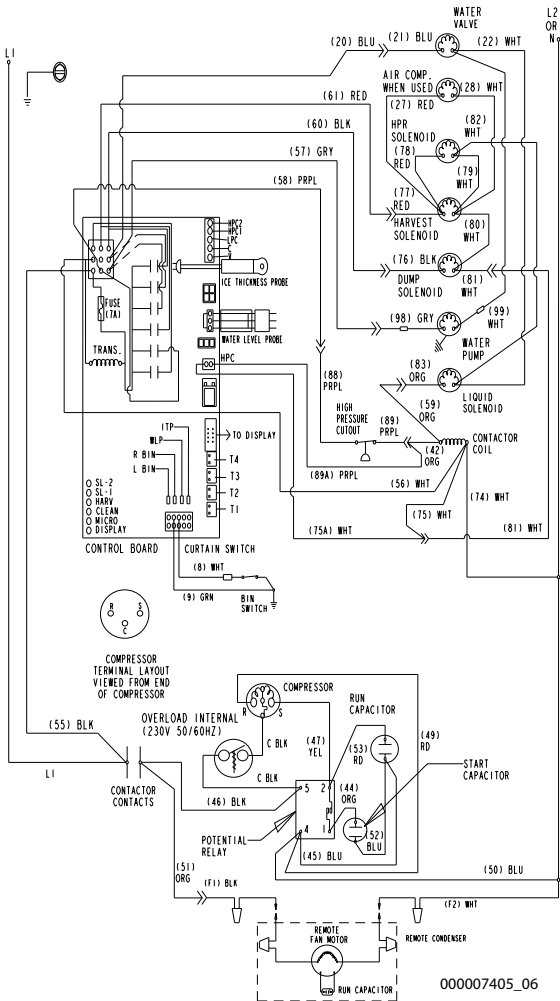 WATER
VALVE
L2
OR
N
L1
(20) BLU
(21) BLU
(22) WHT
AIR COMP.
WHEN USED
(28) WHT
(27) RED
(61) RED
(60) BLK
(57) GRY
(58) PRPL
HPR
SOLENOID
(82)
WHT
(78)
RED
(79)
WHT
(77)
RED
HARVEST
SOLENOID
(80)
WHT
(76) BLK
DUMP
SOLENOID
(81)
WHT
(98) GRY
(99)
WHT
WATER
PUMP
(83)
ORG
LIQUID
SOLENOID
HPC2
HPC1
LPC
C
V
ICE THICKNESS PROBE
FUSE
(7A)
WATER LEVEL PROBE
TRANS.
HPC
(88)
PRPL
HIGH
PRESSURE
CUTOUT
(89)
PRPL
(59)
ORG
(42)
ORG
CONTACTOR
COIL
ITP
WLP
R BIN
L BIN
TO DISPLAY
T4
T3
T2
T1
(89A) PRPL
(56) WHT
(74) WHT
(75) WHT
(75A) WHT
(81) WHT
SL-2
SL-1
HARV
CLEAN
MICRO
DISPLAY
CONTROL BOARD
CURTAIN SWITCH
(8) WHT
(9) GRN
BIN
SWITCH
R
S
C
COMPRESSOR
TERMINAL LAYOUT
VIEWED FROM END
OF COMPRESSOR
COMPRESSOR
R
S
RUN
CAPACITOR
OVERLOAD INTERNAL
(230V 50/60HZ)
(55) BLK
C BLK
(47)
YEL
(53)
RD
(49)
RD
START
CAPACITOR
C BLK
L1
CONTACTOR
CONTACTS
(46) BLK
5
2
4
1
(44)
ORG
(52)
BLU
POTENTIAL
RELAY
(45) BLU
(51)
ORG
(50) BLU
(F1) BLK
(F2) WHT
REMOTE
FAN MOTOR
REMOTE CONDENSER
RUN CAPACITOR
000007405_06